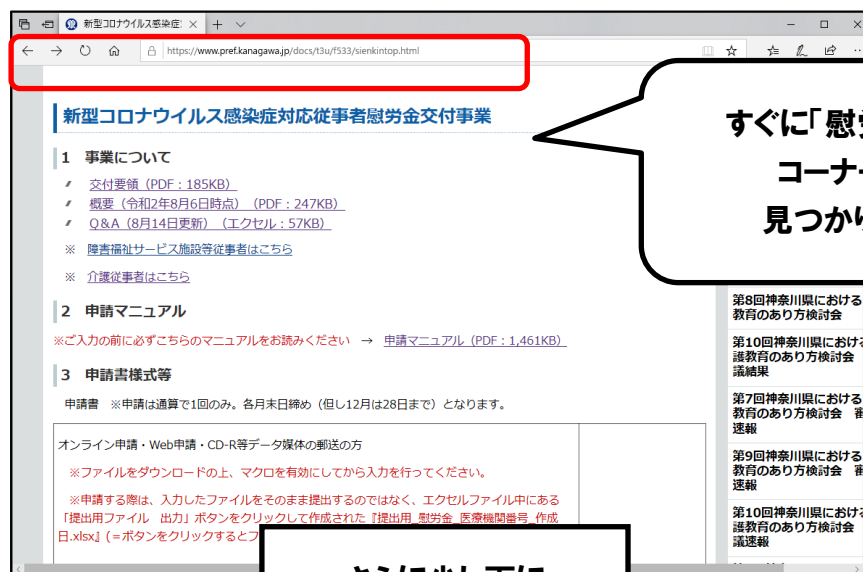 新型コロナウイルス感染症
https://www.pref.kanagawa.jp/docs/t3u/f533/sienkintop.html
新型コロナウイルス感染症対応従事者慰労金交付事業
1 事業について
交付要領（PDF：185KB）
概要（令和2年8月6日時点）（PDF：247KB）
Q&A（8月14日更新）（エクセル：57KB）
※ 障害福祉サービス施設等従事者はこちら
※ 介護従事者はこちら
2 申請マニュアル
※ご入力の前に必ずこちらのマニュアルをお読みください → 申請マニュアル（PDF：1,461KB）
3 申請書様式等
申請書 ※申請は通算で1回のみ。各月末日締め（但し12月は28日まで）となります。
オンライン申請・Web申請・CD-R等データ媒体の郵送の方
※ファイルをダウンロードの上、マクロを有効にしてから入力を行ってください。
※申請する際は、入力したファイルをそのまま提出するのではなく、エクセルファイル中にある
「提出用ファイル 出力」ボタンをクリックして作成された『提出用_慰労金_医療機関番号_作成
日.xlsx』(=ボタンをクリックするとフ
すぐに「慰労
コーナー
見つかり
第8回神奈川県における
教育のあり方検討会
第10回神奈川県におけ
護教育のあり方検討会
議結果
第7回神奈川県における
教育のあり方検討会 審
速報
第9回神奈川県における
教育のあり方検討会 審
速報
第10回神奈川県におけ
護教育のあり方検討会
議速報